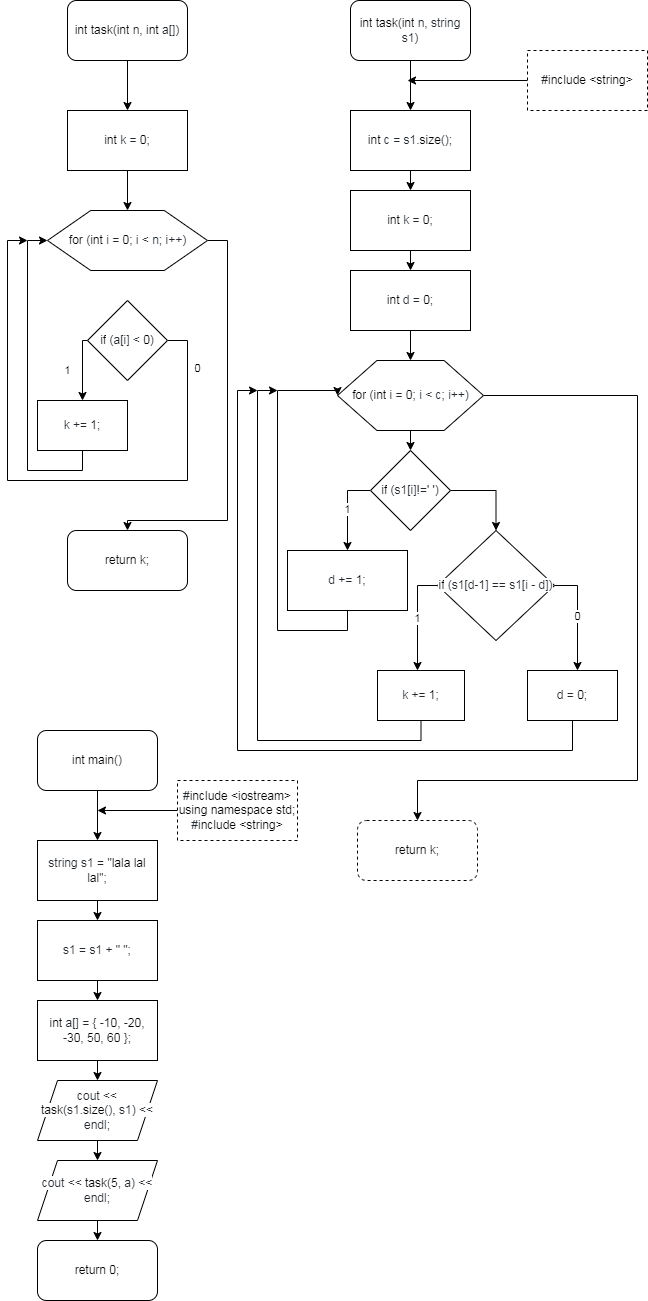 int task(int n, int a[])
int k = 0;
for (int i = 0; i < n; i++)
if (a[i] < 0)
1
0
k += 1;
return k;
int task(int n, string
s1)
#include <string>
int c = s1.size();
int k = 0;
int d = 0;
for (int i = 0; i < c; i++)
if (s1[i]!=' ')
1
d += 1;
if (s1[d-1] == s1[i - d])
1
0
k += 1;
d = 0;
return k;
int main()
#include <iostream>
using namespace std;
#include <string>
string s1 = "lala lal
lal";
s1 = s1 + " ";
int a[] = { -10, -20,
-30, 50, 60 };
cout <<
task(s1.size(), s1) <<
endl;
cout << task(5, a) <<
endl;
return 0;